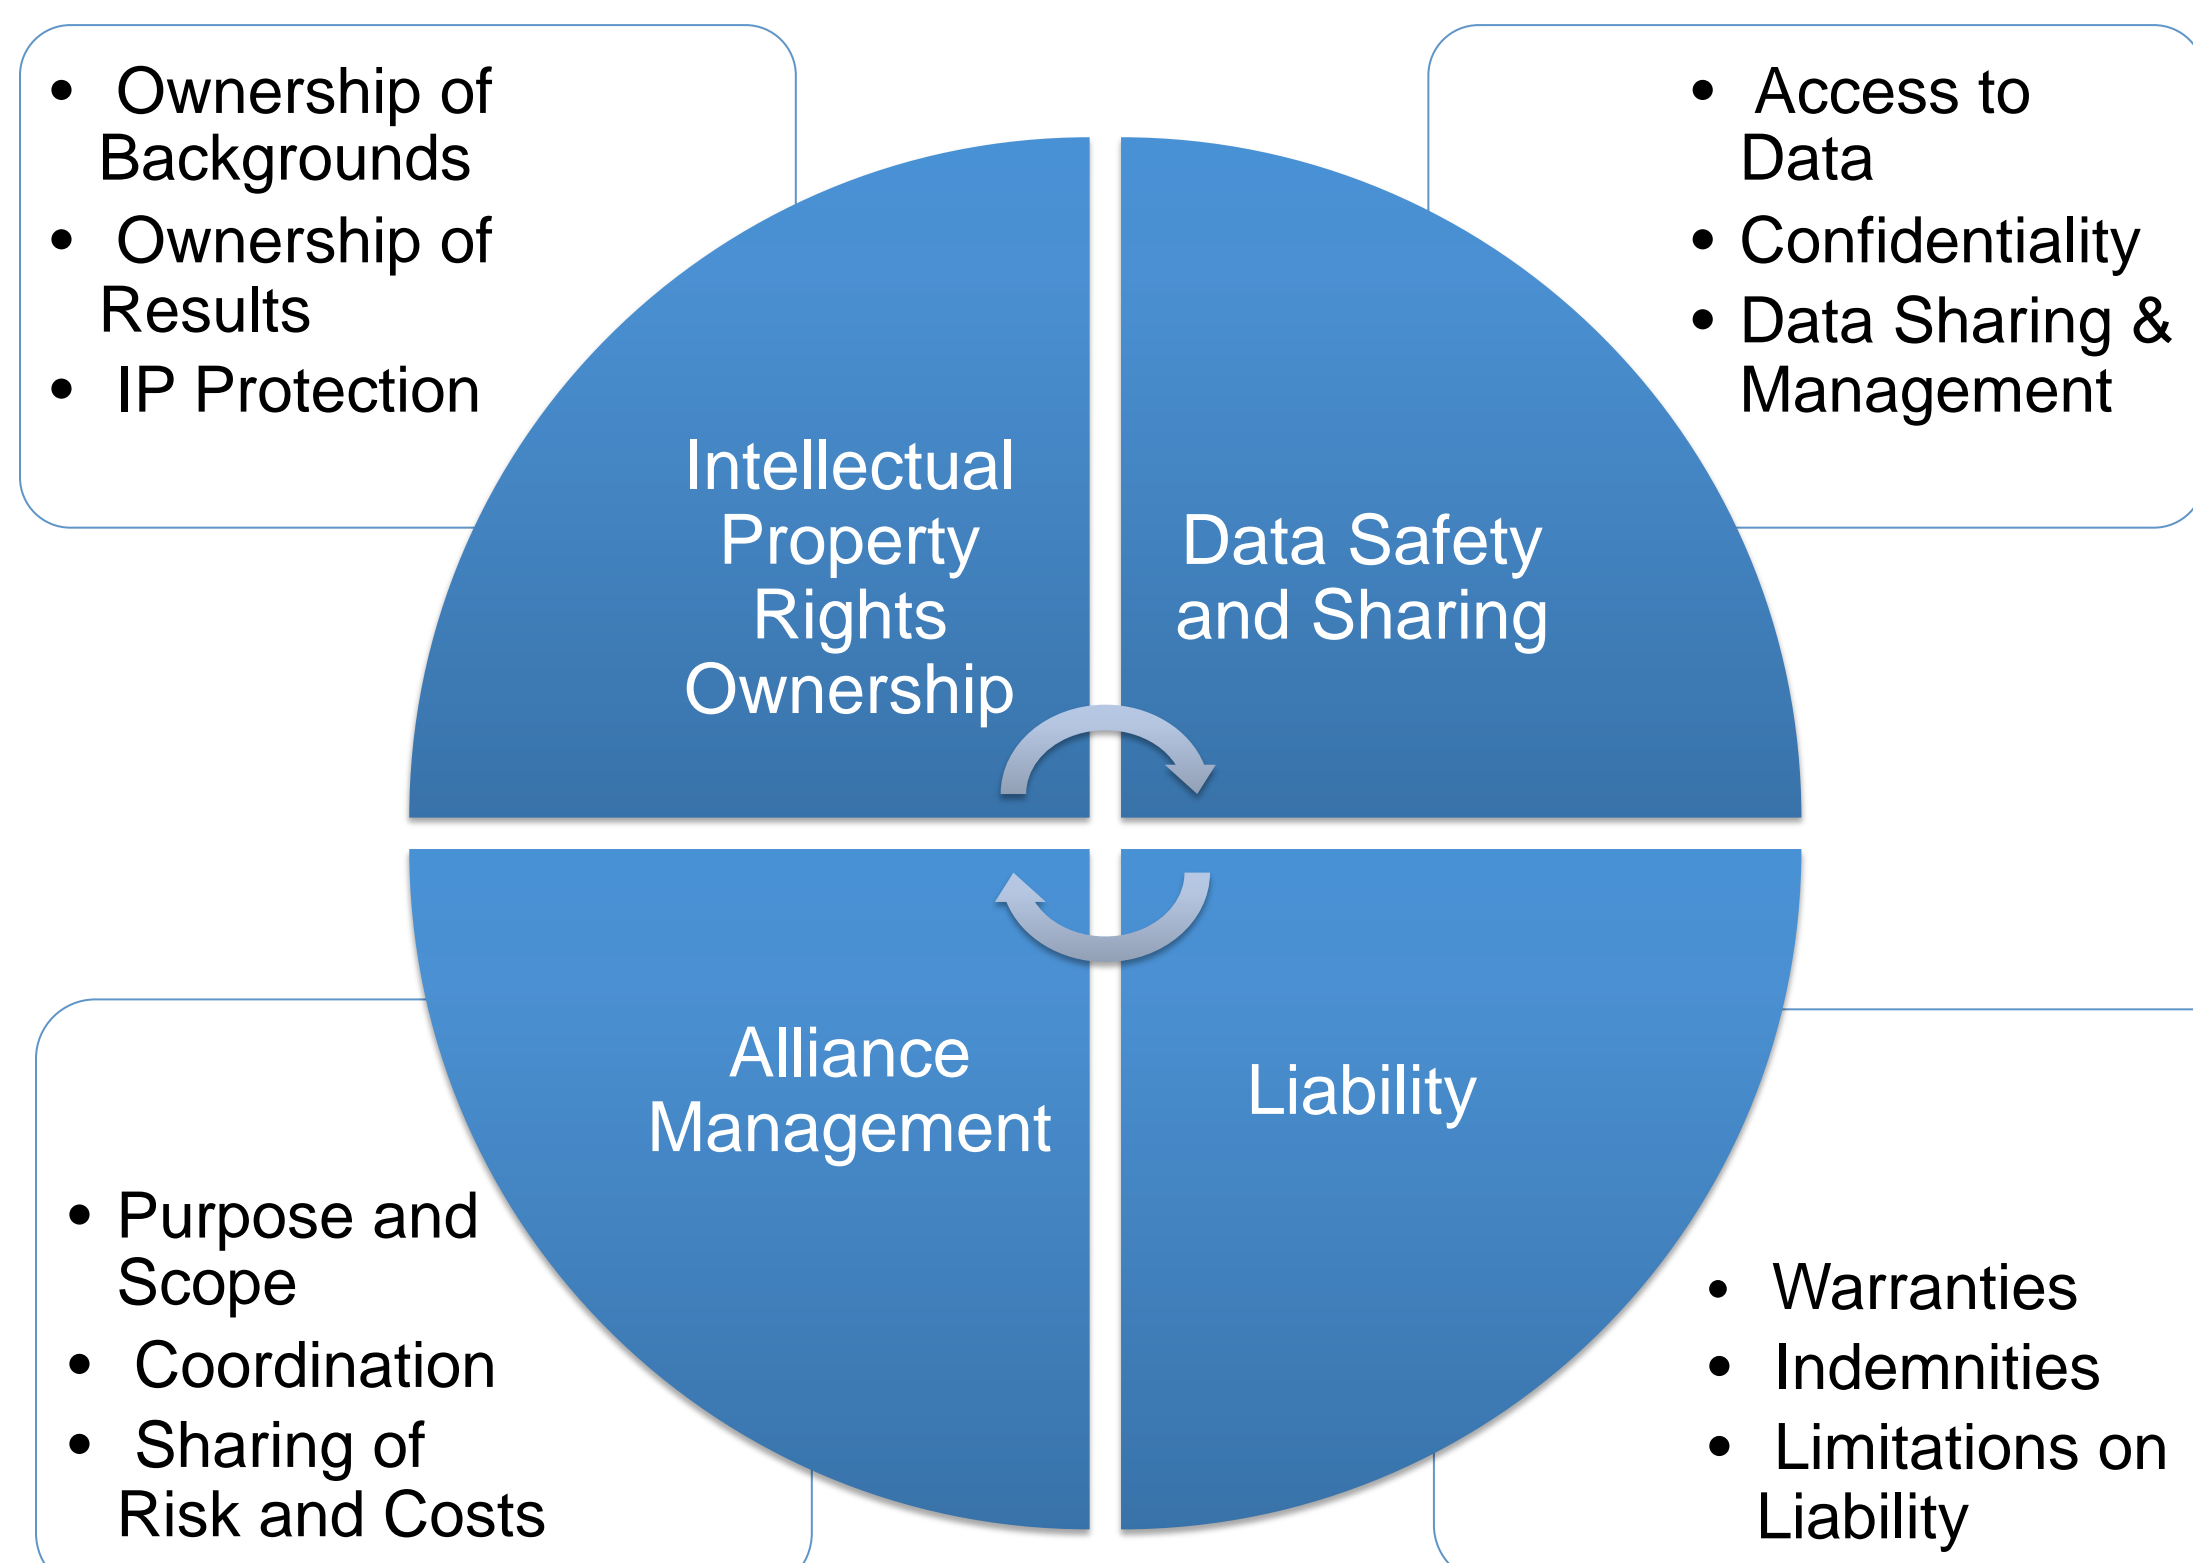 • Ownership of
Backgrounds
• Ownership of
Results
• IP Protection
• Access to
Data
• Confidentiality
• Data Sharing &
Management
Intellectual
Property
Rights
Ownership
Data Safety
and Sharing
Alliance
Management
Liability
• Purpose and
Scope
• Coordination
• Sharing of
Risk and Costs
• Warranties
• Indemnities
• Limitations on
Liability